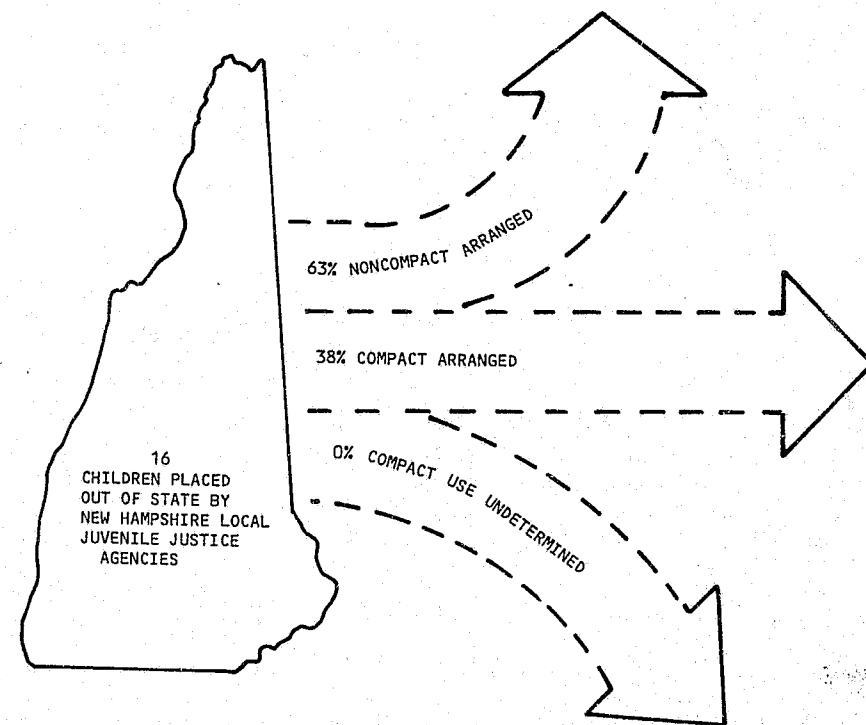 63% NONCOMPACT ARRANGED
38% COMPACT ARRANGED
0% COMPACT USE UNDETERMINED
16
CHILDREN PLACED
OUT OF STATE BY
NEW HAMPSHIRE LOCAL
JUVENILE JUSTICE
AGENCIES